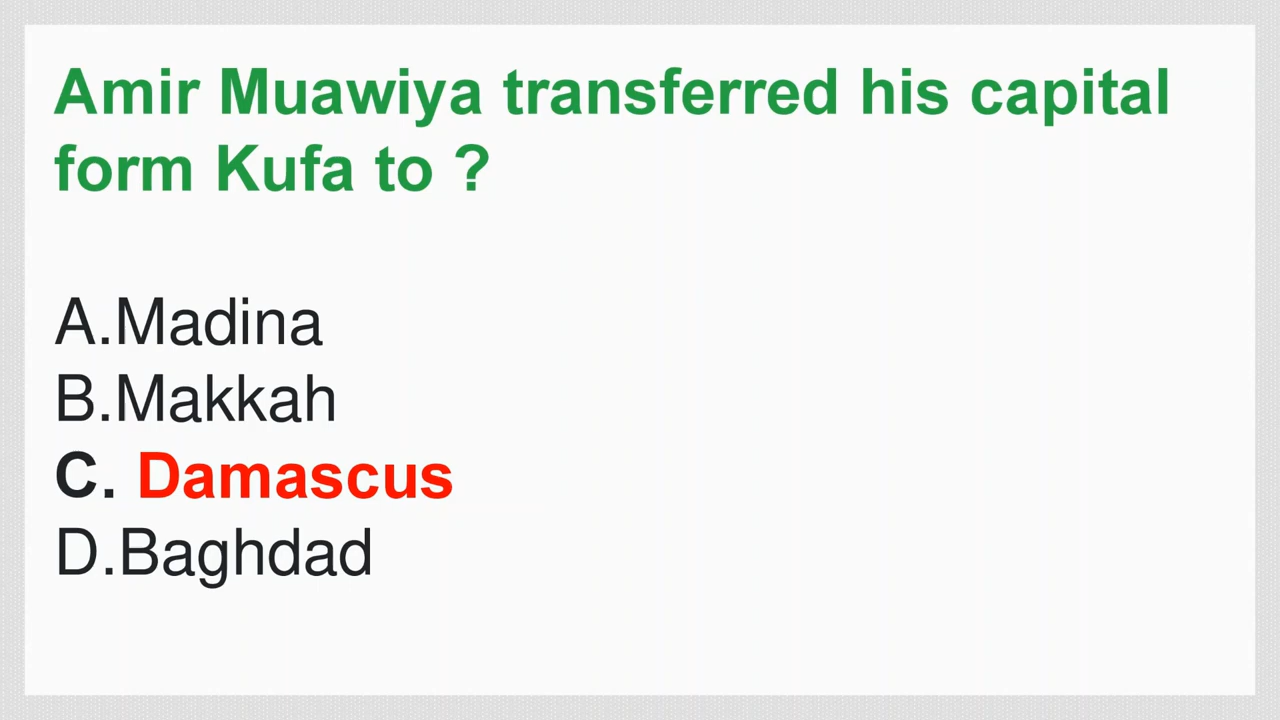 Amir Muawiya transferred his capital
form Kufa to ?
A.Madina
B.Makkah
C. Damascus
D.Baghdad